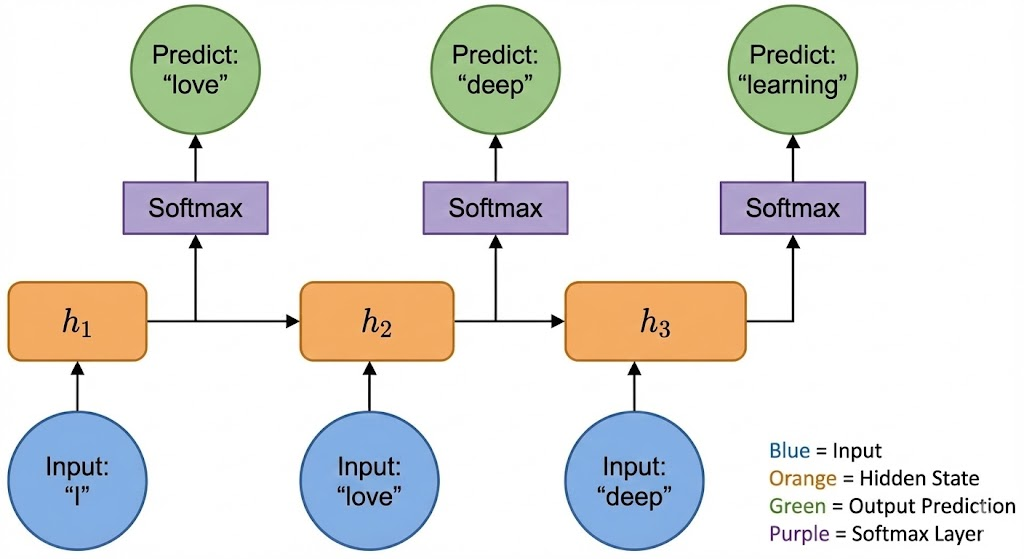 Predict:
“love”
Predict:
“deep”
Predict:
“learning”
Softmax
Softmax
Softmax
h₁
h₂
h₃
Input:
“I”
Input:
“love”
Input:
“deep”
Blue = Input
Orange = Hidden State
Green = Output Prediction
Purple = Softmax Layer